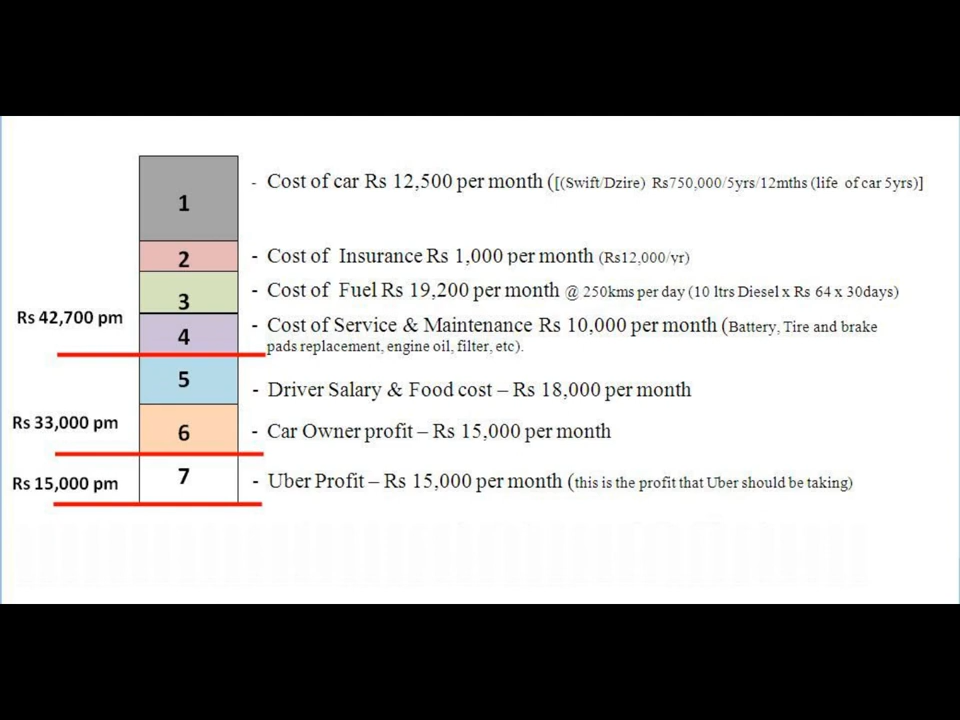 1
- Cost of car Rs 12,500 per month ([(Swift/Dzire) Rs750,000/5yrs/12mths (life of car 5yrs)]
2
- Cost of Insurance Rs 1,000 per month (Rs12,000/yr)
3
- Cost of Fuel Rs 19,200 per month @ 250kms per day (10 ltrs Diesel x Rs 64 x 30days)
Rs 42,700 pm
4
- Cost of Service & Maintenance Rs 10,000 per month (Battery, Tire and brake
pads replacement, engine oil, filter, etc).
5
- Driver Salary & Food cost – Rs 18,000 per month
Rs 33,000 pm
6
- Car Owner profit – Rs 15,000 per month
Rs 15,000 pm
7
- Uber Profit – Rs 15,000 per month (this is the profit that Uber should be taking)